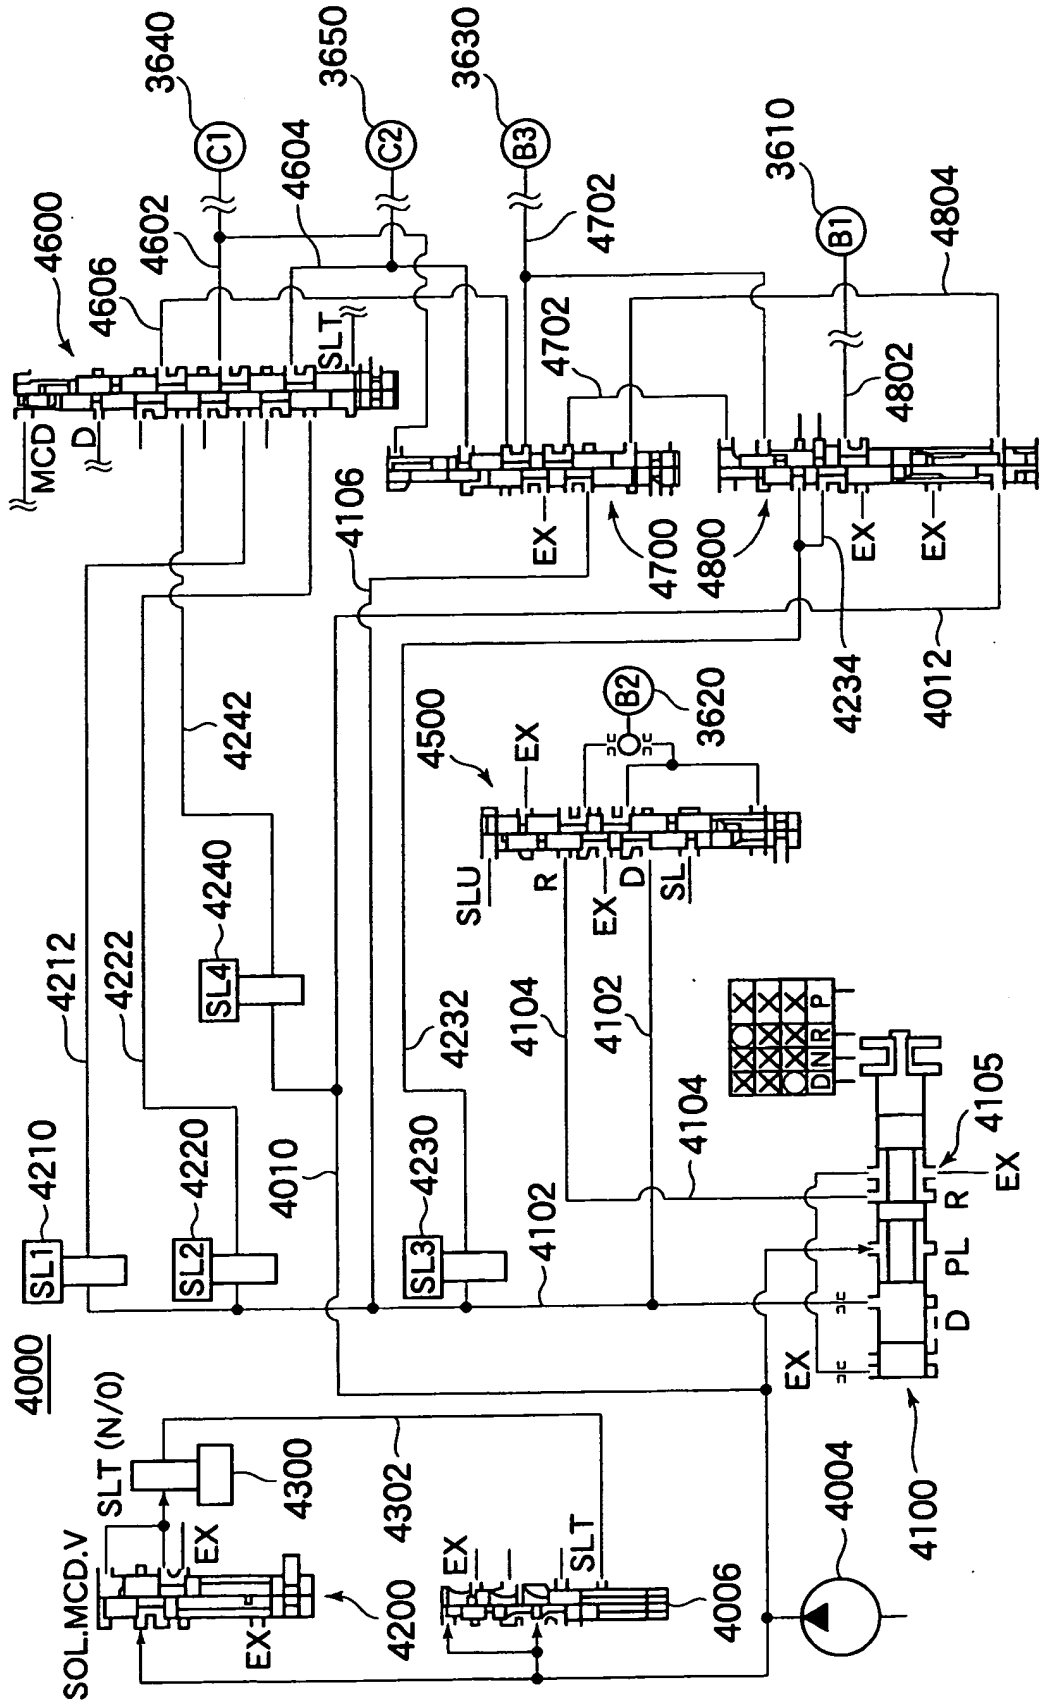 4000
SOL.MCD.V
SLT (N/0)
EX
4300
EX
4200
4302
EX
SLT
4006
4004
SL1
4210
4212
SL2
4220
4222
SL4
4240
4242
4010
SL3
4230
4232
4102
4104
4102
4104
EX
D
PL
R
EX
4105
4100
D
N
R
P
4500
SLU
R
EX
D
SL
EX
B2
3620
4106
MCD
D
SLT
4600
4606
4602
4604
C1
3640
C2
3650
B3
3630
4702
4702
EX
4700
4800
EX
EX
4234
4012
4802
4804
B1
3610